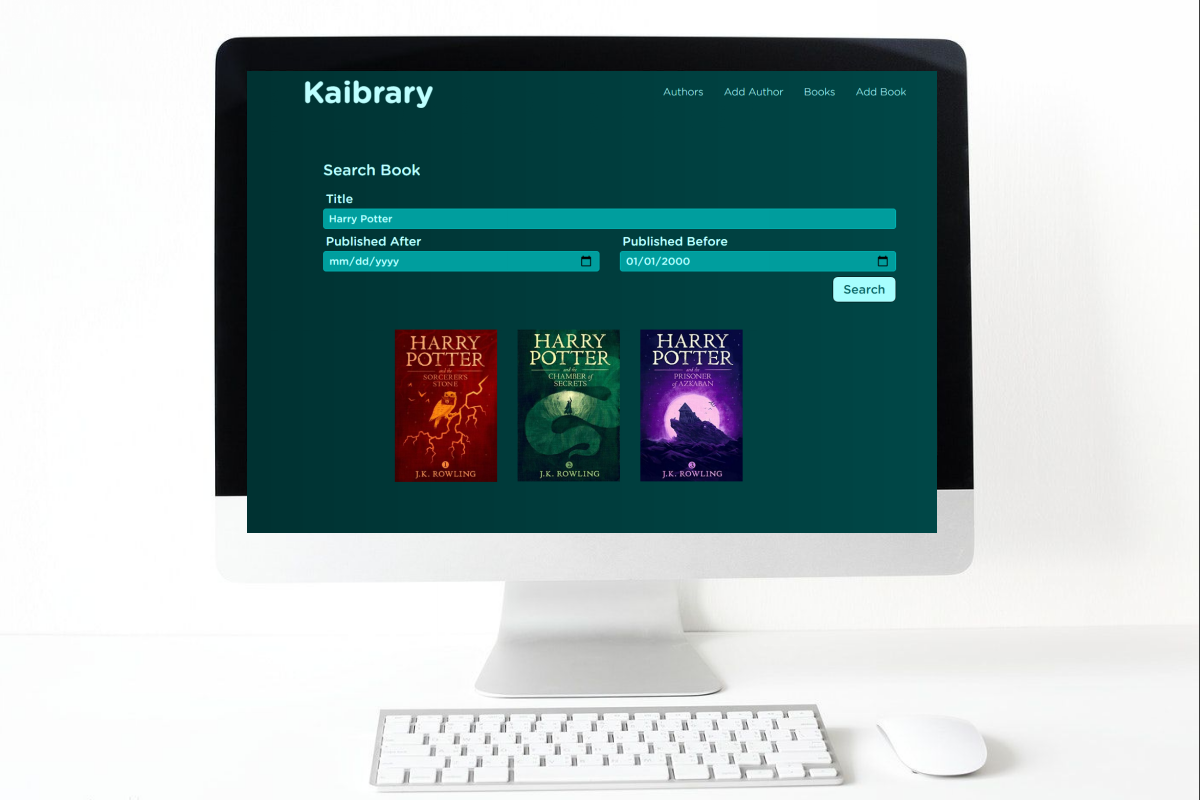 Kaibrary
Authors Add Author Books Add Book
Search Book
Title
Harry Potter
Published After Published Before
mm/dd/yyyy 01/01/2000
Search
HARRY
POTTER
and the
SORCERER'S
STONE
1
J.K. ROWLING
HARRY
POTTER
and the
CHAMBER of
SECRETS
2
J.K. ROWLING
HARRY
POTTER
and the
PRISONER
of AZKABAN
3
J.K. ROWLING